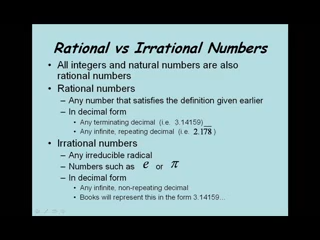 Rational vs Irrational Numbers
• All integers and natural numbers are also
rational numbers
• Rational numbers
– Any number that satisfies the definition given earlier
– In decimal form
• Any terminating decimal (i.e. 3.14159)
• Any infinite, repeating decimal (i.e. 2.178̅)
• Irrational numbers
– Any irreducible radical
– Numbers such as e or π
– In decimal form
• Any infinite, non-repeating decimal
• Books will represent this in the form 3.14159…